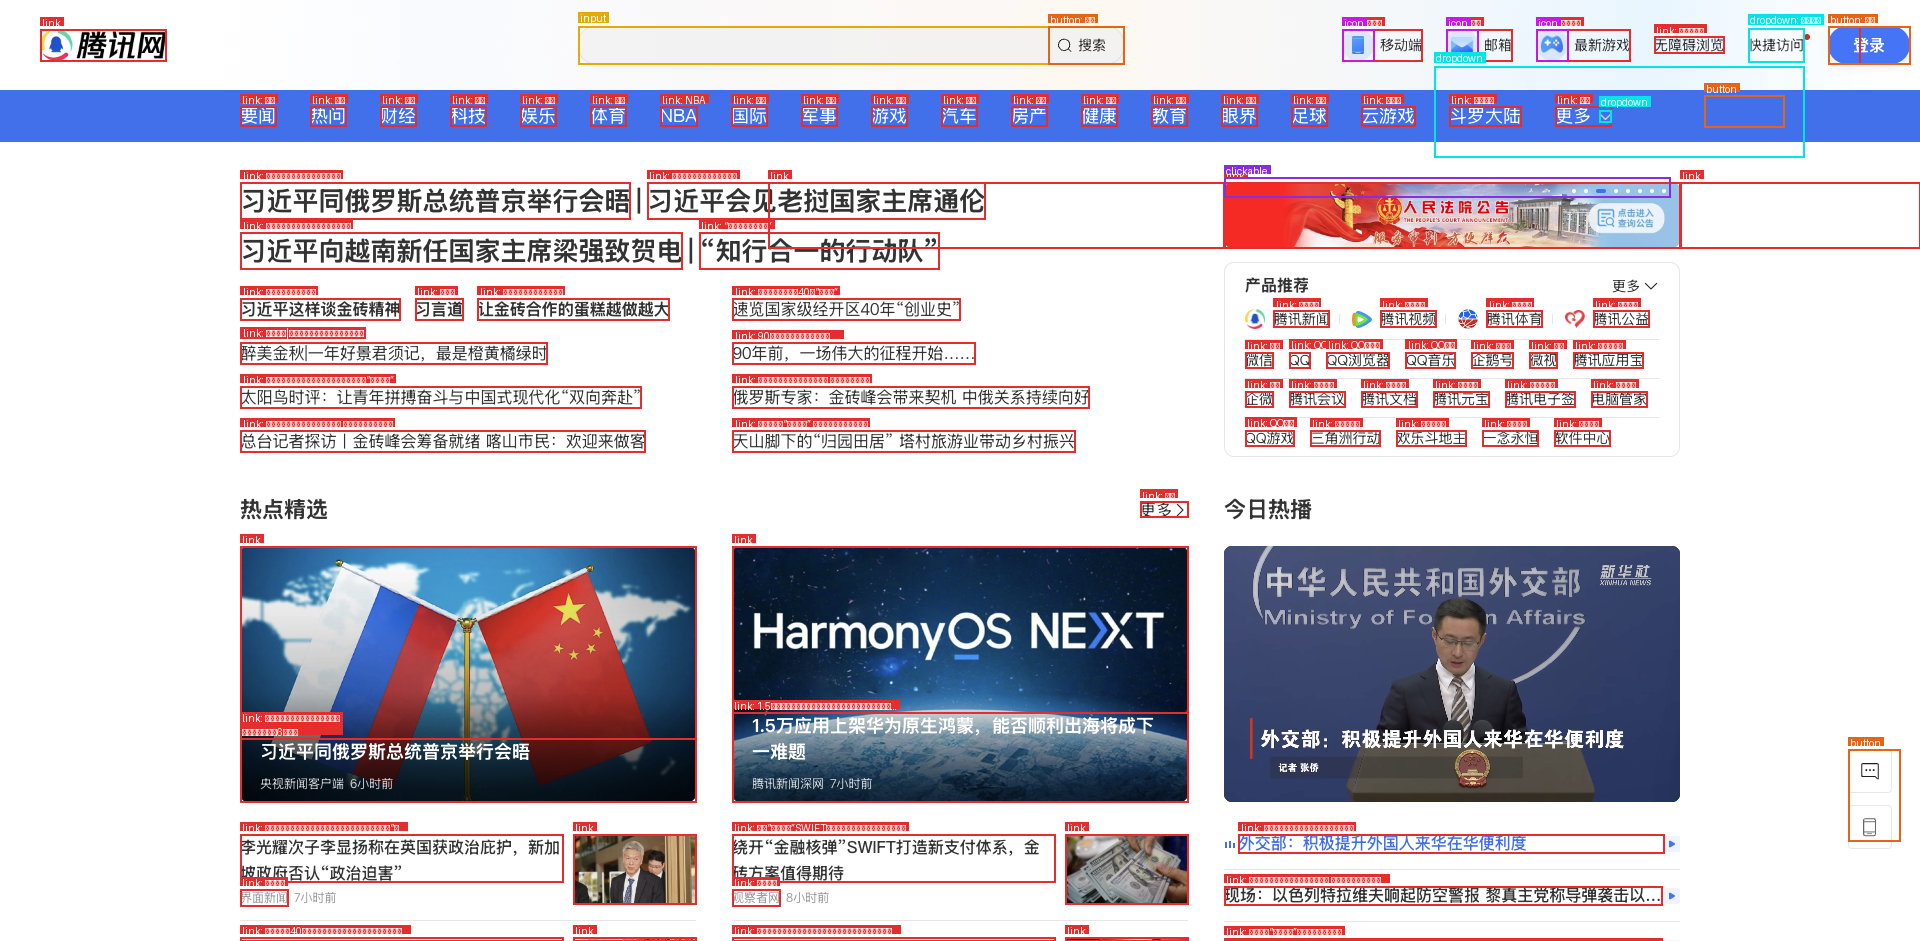 腾讯网
搜索
移动端
邮箱
最新游戏
无障碍浏览
快捷访问
登录
要闻
热问
财经
科技
娱乐
体育
NBA
国际
军事
游戏
汽车
房产
健康
教育
眼界
足球
云游戏
斗罗大陆
更多
习近平同俄罗斯总统普京举行会晤 | 习近平会见老挝国家主席通伦
习近平向越南新任国家主席梁强致贺电 | “知行合一的行动队”
人民法院公告
THE PEOPLE'S COURT ANNOUNCEMENT
服务审判 方便群众
点击进入
查询公告
习近平这样谈金砖精神 习言道 让金砖合作的蛋糕越做越大
醉美金秋|一年好景君须记，最是橙黄橘绿时
太阳鸟时评：让青年拼搏奋斗与中国式现代化“双向奔赴”
总台记者探访丨金砖峰会筹备就绪 喀山市民：欢迎来做客
速览国家级经开区40年“创业史”
90年前，一场伟大的征程开始……
俄罗斯专家：金砖峰会带来契机 中俄关系持续向好
天山脚下的“归园田居” 塔村旅游业带动乡村振兴
产品推荐
更多
腾讯新闻
腾讯视频
腾讯体育
腾讯公益
微信
QQ
QQ浏览器
QQ音乐
企鹅号
微视
腾讯应用宝
企微
腾讯会议
腾讯文档
腾讯元宝
腾讯电子签
电脑管家
QQ游戏
三角洲行动
欢乐斗地主
一念永恒
软件中心
热点精选
更多
习近平同俄罗斯总统普京举行会晤
央视新闻客户端 6小时前
HarmonyOS NEXT
1.5万应用上架华为原生鸿蒙，能否顺利出海将成下
一难题
腾讯新闻深网 7小时前
李光耀次子李显扬称在英国获政治庇护，新加
坡政府否认“政治迫害”
界面新闻 7小时前
绕开“金融核弹”SWIFT打造新支付体系，金
砖方案值得期待
观察者网 8小时前
今日热播
中华人民共和国外交部
Ministry of Foreign Affairs
新华社
XINHUA NEWS
外交部：积极提升外国人来华在华便利度
记者 张侨
外交部：积极提升外国人来华在华便利度
现场：以色列特拉维夫响起防空警报 黎真主党称导弹袭击以...